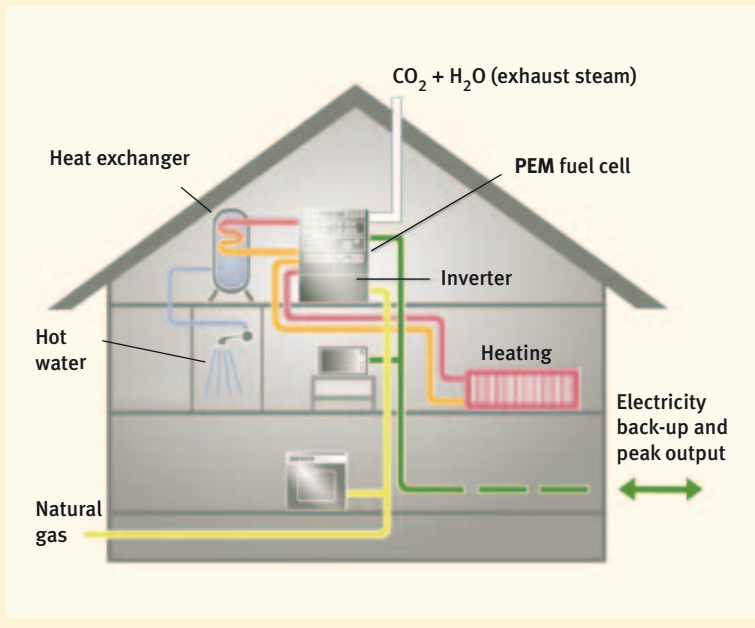 CO₂ + H₂O (exhaust steam)
Heat exchanger
PEM fuel cell
Inverter
Hot
water
Heating
Electricity
back-up and
peak output
Natural
gas